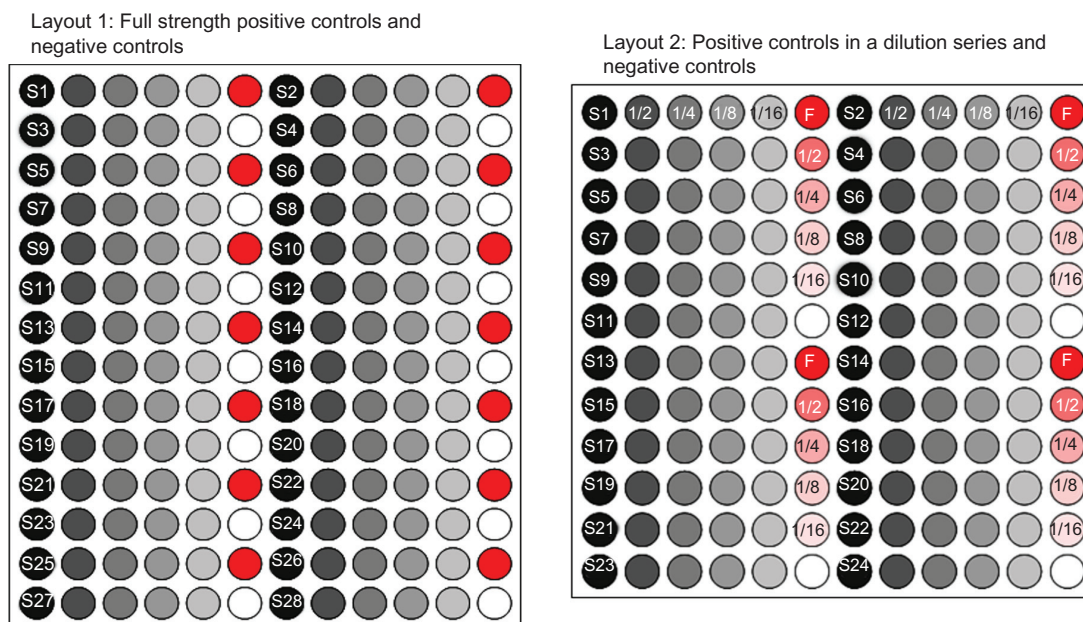 Layout 1: Full strength positive controls and
negative controls
S1 S2
S3 S4
S5 S6
S7 S8
S9 S10
S11 S12
S13 S14
S15 S16
S17 S18
S19 S20
S21 S22
S23 S24
S25 S26
S27 S28
Layout 2: Positive controls in a dilution series and
negative controls
S1 1/2 1/4 1/8 1/16 F S2 1/2 1/4 1/8 1/16 F
S3 1/2 S4 1/2
S5 1/4 S6 1/4
S7 1/8 S8 1/8
S9 1/16 S10 1/16
S11 S12
S13 F S14 F
S15 1/2 S16 1/2
S17 1/4 S18 1/4
S19 1/8 S20 1/8
S21 1/16 S22 1/16
S23 S24